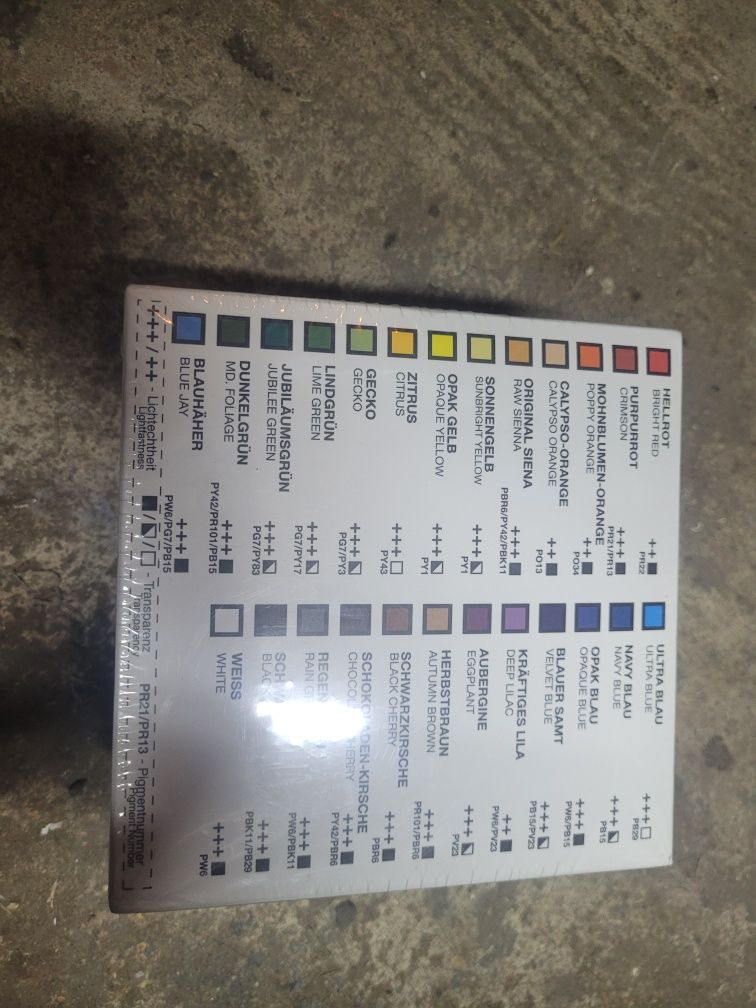 HELLROT
BRIGHT RED
++
PR22
PURPURROT
CRIMSON
+++
PR21/PR13
MOHNBLUMEN-ORANGE
POPPY ORANGE
++
PO34
CALYPSO-ORANGE
CALYPSO ORANGE
++
PO13
ORIGINAL SIENA
RAW SIENNA
+++
PBR6/PY42/PBK11
SONNENGELB
SUNBRIGHT YELLOW
+++
PY1
OPAK GELB
OPAQUE YELLOW
+++
PY1
ZITRUS
CITRUS
+++
PY43
GECKO
GECKO
+++
PG7/PY3
LINDGRÜN
LIME GREEN
+++
PG7/PY17
JUBILÄUMSGRÜN
JUBILEE GREEN
+++
PG7/PY83
DUNKELGRÜN
MD. FOLIAGE
+++
PY42/PR101/PB15
BLAUHÄHER
BLUE JAY
+++
PW6/PG7/PB15
ULTRA BLAU
ULTRA BLUE
+++
PB29
NAVY BLAU
NAVY BLUE
+++
PB15
OPAK BLAU
OPAQUE BLUE
+++
PW6/PB15
BLAUER SAMT
VELVET BLUE
+++
PB15/PV23
KRÄFTIGES LILA
DEEP LILAC
++
PW6/PV23
AUBERGINE
EGGPLANT
+++
PV23
HERBSTBRAUN
AUTUMN BROWN
+++
PR101/PBR6
SCHWARZKIRSCHE
BLACK CHERRY
+++
PBR6
SCHOKOLADEN-KIRSCHE
+++
PY42/PBR6
RAIN
+++
PW6/PBK11
+++
PBK11/PB29
WEISS
WHITE
+++
PW6
+++ / ++ - Lichtechtheit
Lightfastness
/ / - Transparenz
Transparency
PR21/PR13 - Pigmentnummer
Pigment Number